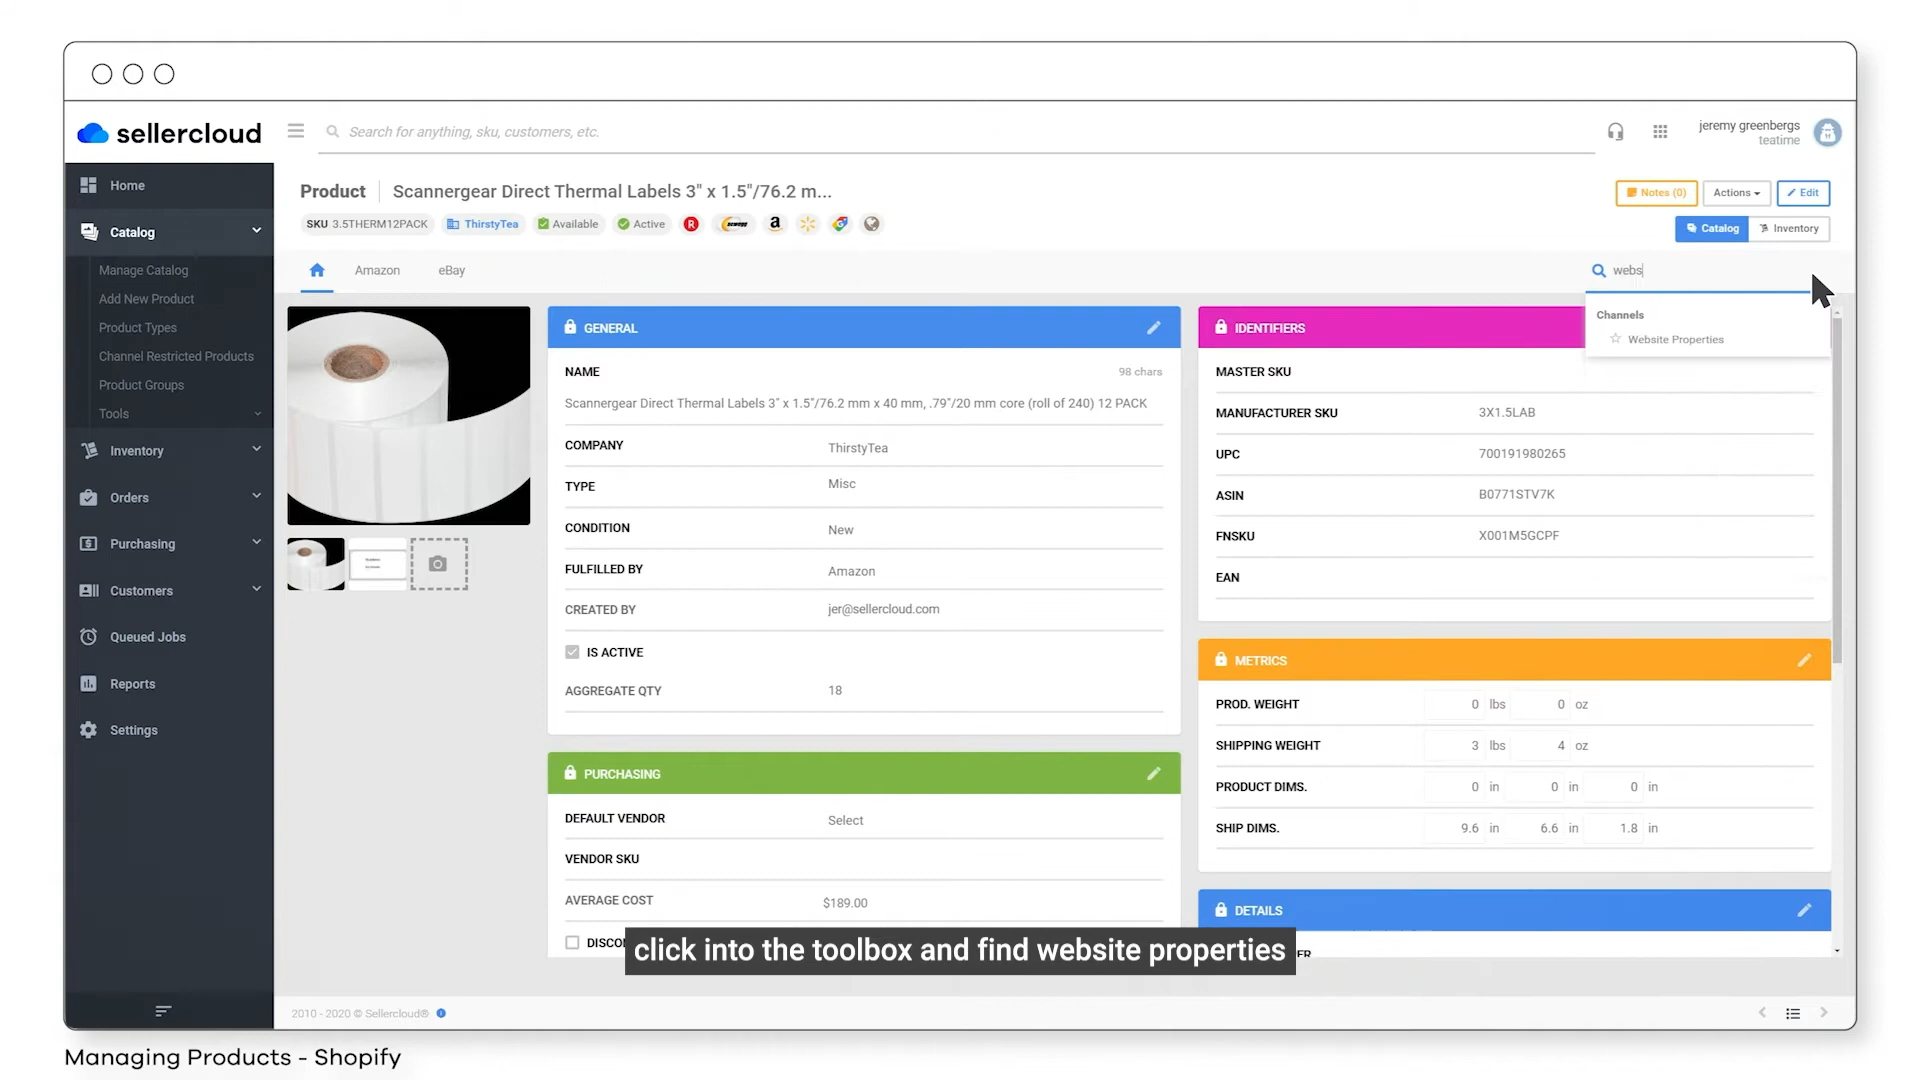 sellercloud
Search for anything, sku, customers, etc.
jeremy greenbergs
teatime
Home
Catalog
Manage Catalog
Add New Product
Product Types
Channel Restricted Products
Product Groups
Tools
Inventory
Orders
Purchasing
Customers
Queued Jobs
Reports
Settings
Product Scannergear Direct Thermal Labels 3" x 1.5"/76.2 m...
Notes (0) Actions Edit
SKU 3.5THERM12PACK ThirstyTea Available Active
Catalog Inventory
Amazon eBay
webs
Channels
Website Properties
GENERAL
NAME 98 chars
Scannergear Direct Thermal Labels 3" x 1.5"/76.2 mm x 40 mm, .79"/20 mm core (roll of 240) 12 PACK
COMPANY ThirstyTea
TYPE Misc
CONDITION New
FULFILLED BY Amazon
CREATED BY jer@sellercloud.com
IS ACTIVE
AGGREGATE QTY 18
PURCHASING
DEFAULT VENDOR Select
VENDOR SKU
AVERAGE COST $189.00
IDENTIFIERS
MASTER SKU
MANUFACTURER SKU 3X1.5LAB
UPC 700191980265
ASIN B0771STV7K
FNSKU X001M5GCPF
EAN
METRICS
PROD. WEIGHT 0 lbs 0 oz
SHIPPING WEIGHT 3 lbs 4 oz
PRODUCT DIMS. 0 in 0 in 0 in
SHIP DIMS. 9.6 in 6.6 in 1.8 in
DETAILS
click into the toolbox and find website properties
2010 - 2020 © Sellercloud®
Managing Products - Shopify